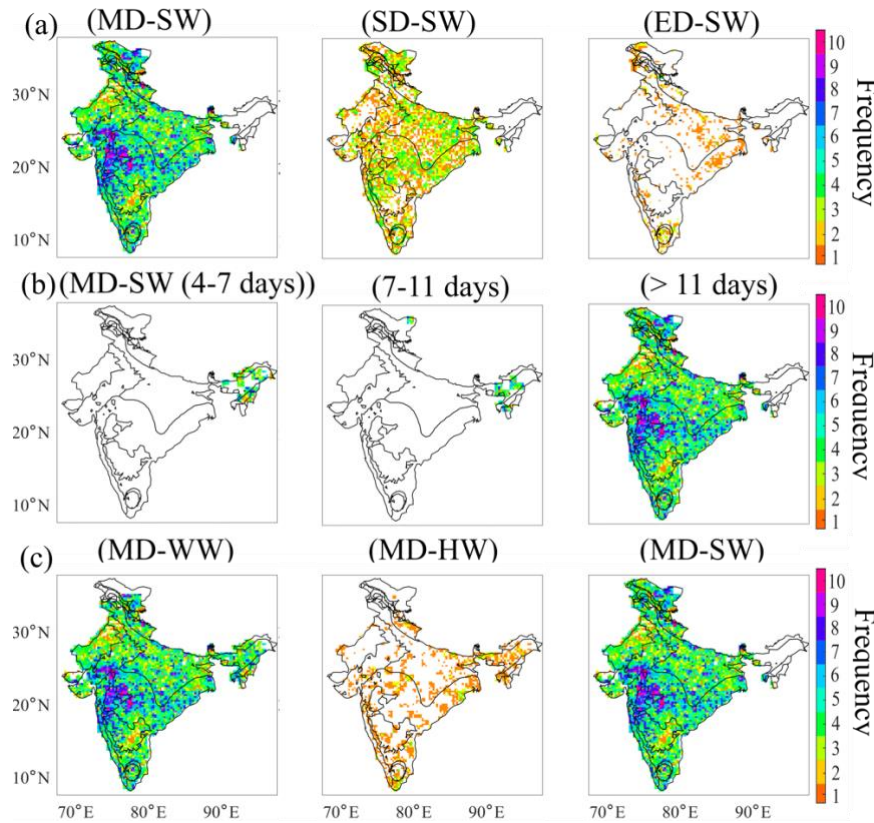 (a) (MD-SW) (SD-SW) (ED-SW)
30°N
20°N
10°N
10
9
8
7
6
5
4
3
2
1
Frequency
(b) (MD-SW (4-7 days)) (7-11 days) (> 11 days)
30°N
20°N
10°N
10
9
8
7
6
5
4
3
2
1
Frequency
(c) (MD-WW) (MD-HW) (MD-SW)
30°N
20°N
10°N
10
9
8
7
6
5
4
3
2
1
Frequency
70°E 80°E 90°E 70°E 80°E 90°E 70°E 80°E 90°E